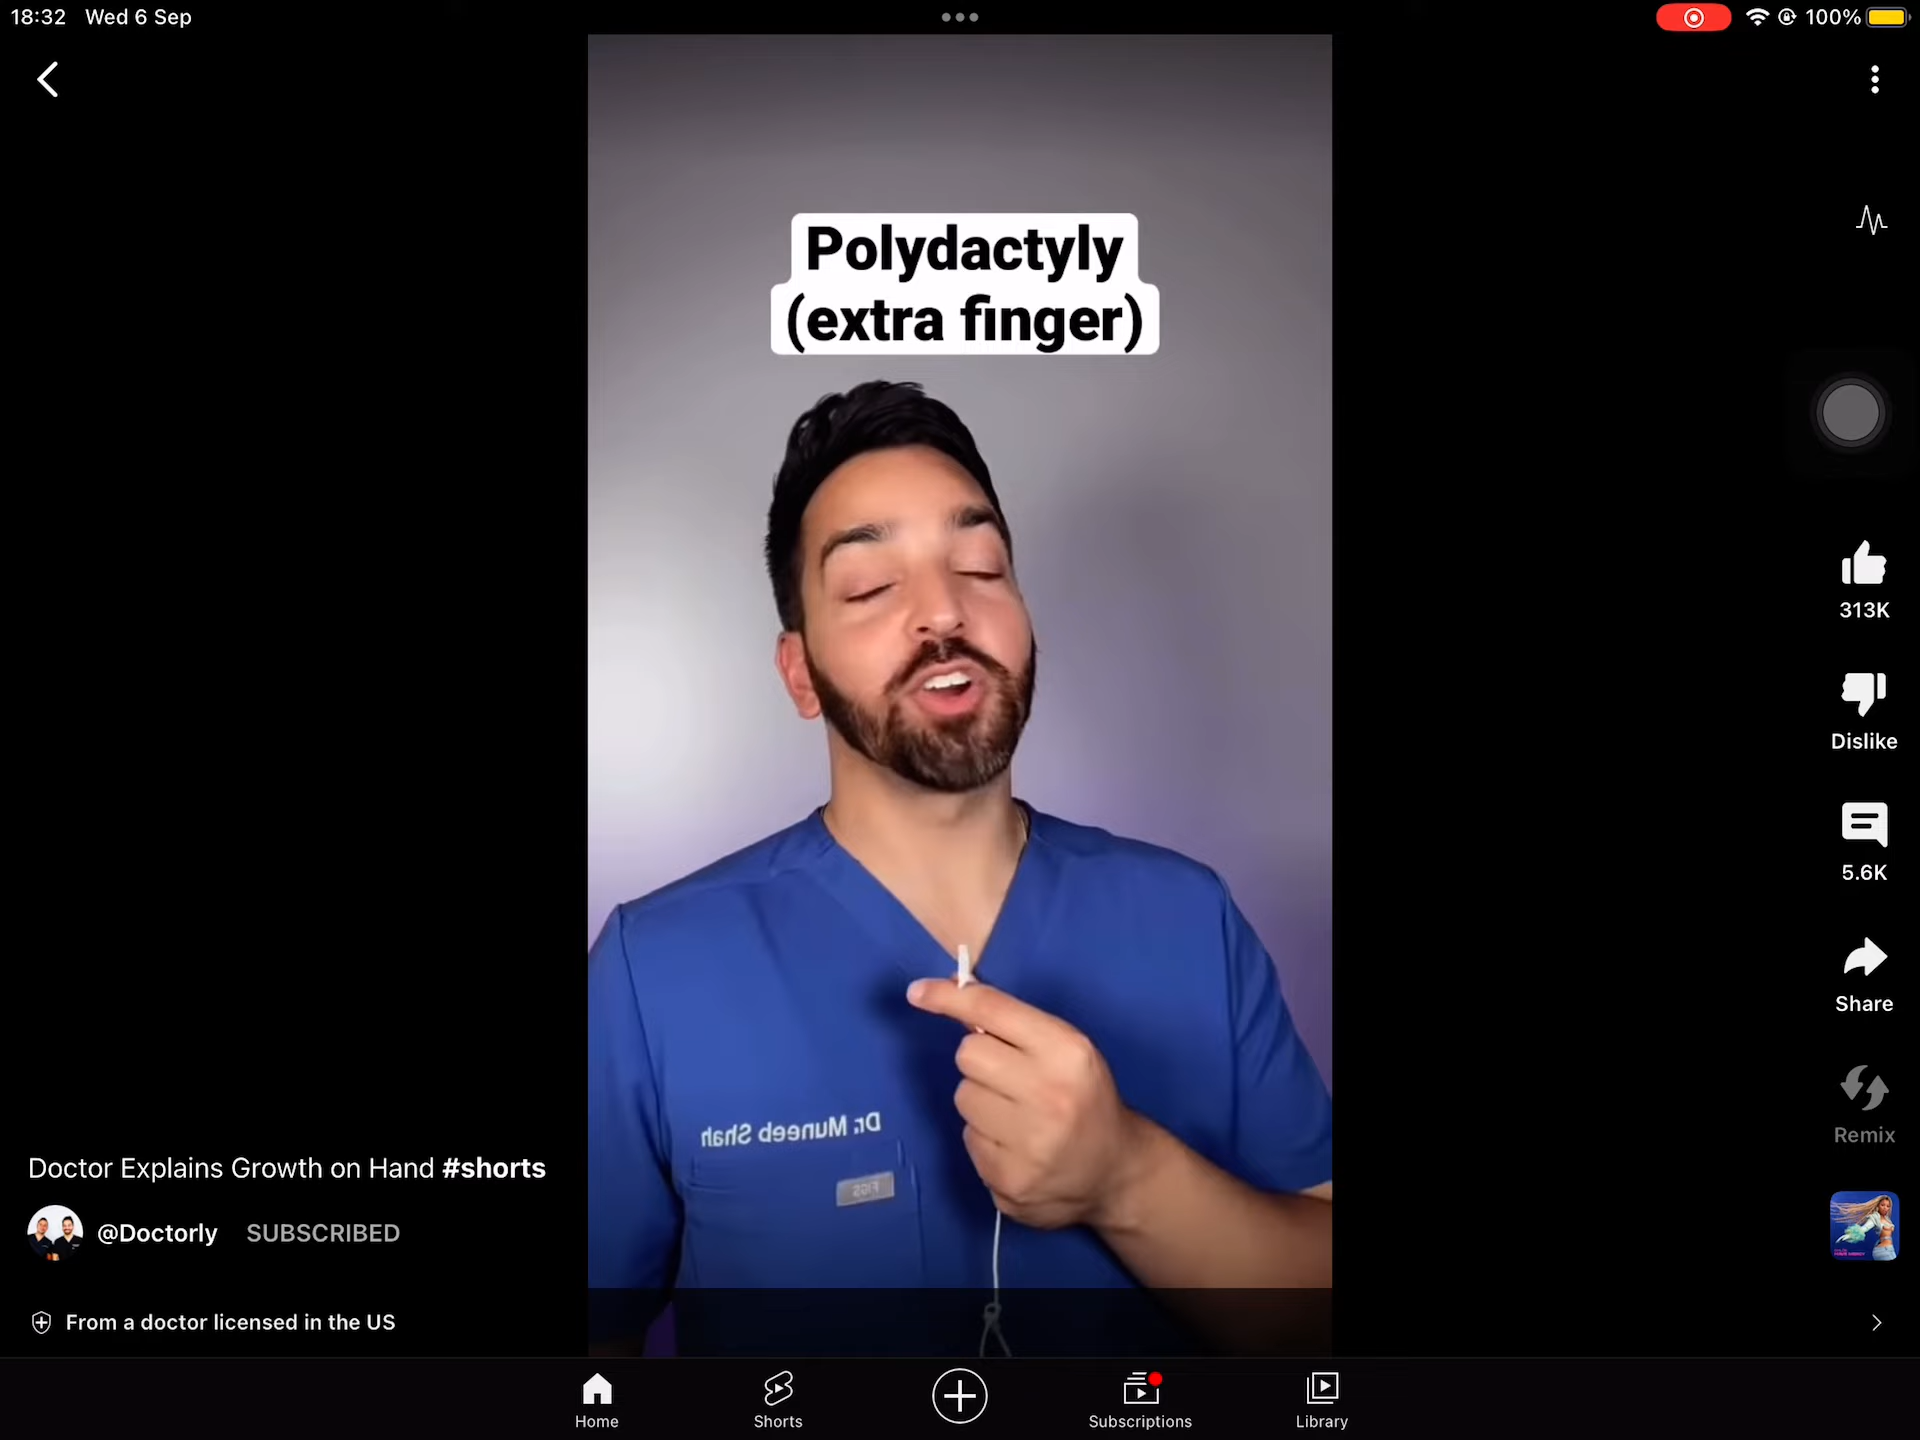 18:32 Wed 6 Sep
100%
Polydactyly
(extra finger)
313K
Dislike
5.6K
Share
Remix
Dr. Muneeb Shah
FIGS
Doctor Explains Growth on Hand #shorts
@Doctorly SUBSCRIBED
From a doctor licensed in the US
Home
Shorts
Subscriptions
Library